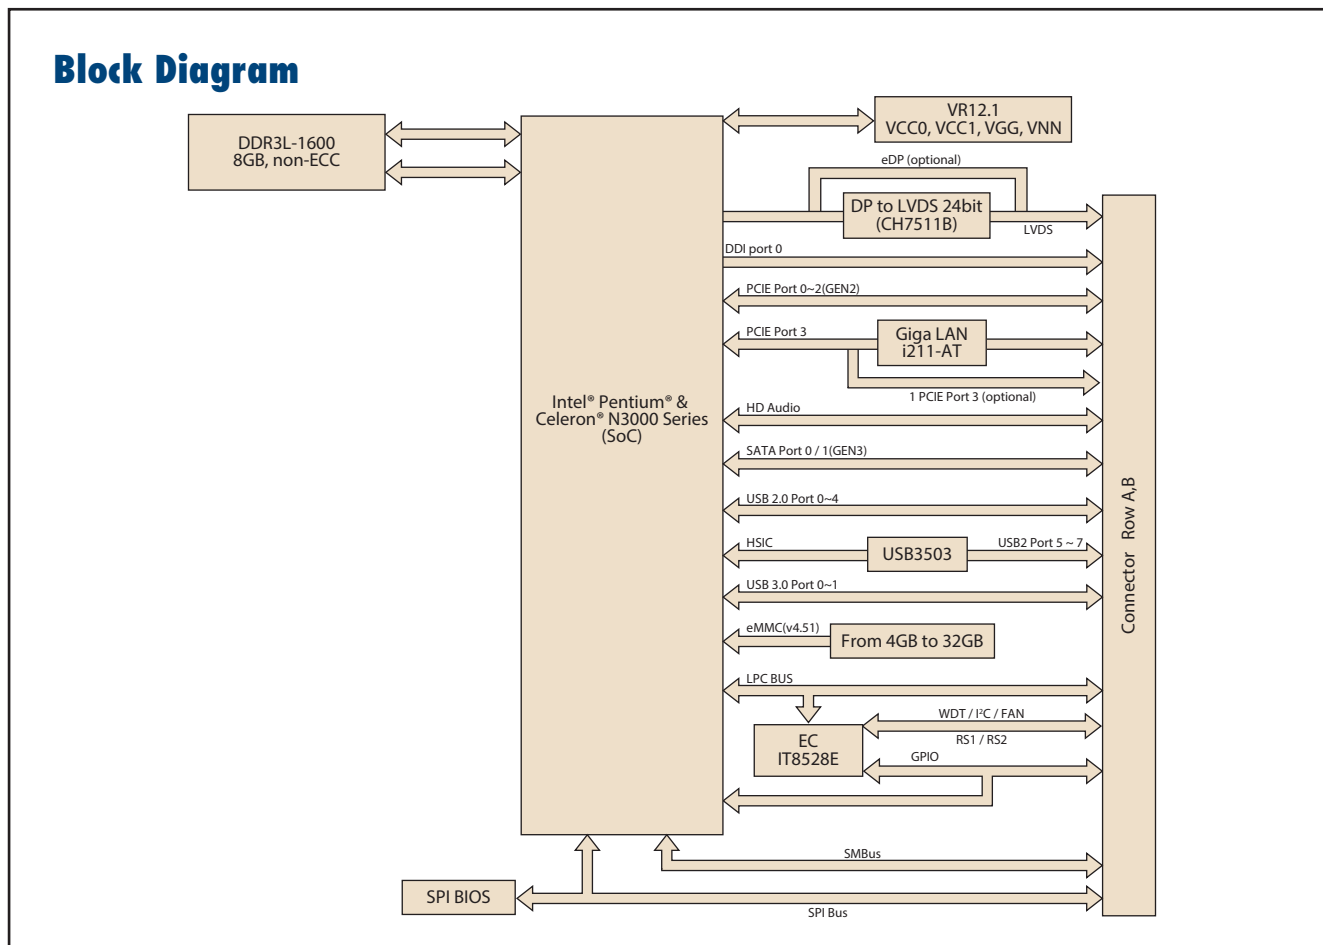 Block Diagram
DDR3L-1600
8GB, non-ECC
VR12.1
VCC0, VCC1, VGG, VNN
eDP (optional)
DP to LVDS 24bit
(CH7511B)
LVDS
DDI port 0
PCIE Port 0~2(GEN2)
PCIE Port 3
Giga LAN
i211-AT
1 PCIE Port 3 (optional)
Intel® Pentium® &
Celeron® N3000 Series
(SoC)
HD Audio
SATA Port 0 / 1(GEN3)
USB 2.0 Port 0~4
HSIC
USB3503
USB2 Port 5 ~ 7
USB 3.0 Port 0~1
eMMC(v4.51)
From 4GB to 32GB
LPC BUS
EC
IT8528E
WDT / I²C / FAN
RS1 / RS2
GPIO
Connector Row A,B
SMBus
SPI BIOS
SPI Bus